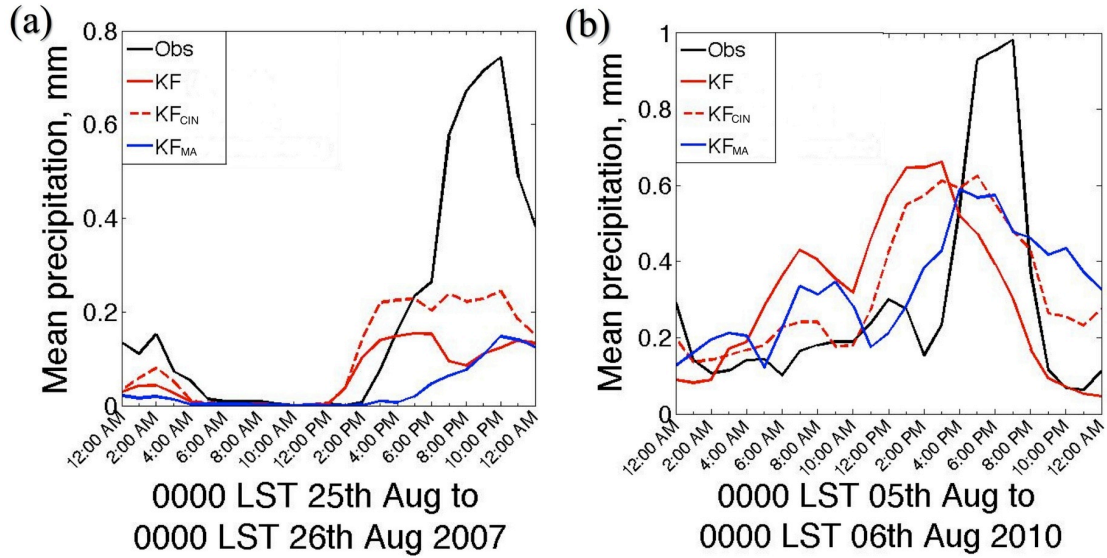 (a)
Mean precipitation, mm
0.8
0.6
0.4
0.2
0
Obs
KF
KF_CIN
KF_MA
12:00 AM
2:00 AM
4:00 AM
6:00 AM
8:00 AM
10:00 AM
12:00 PM
2:00 PM
4:00 PM
6:00 PM
8:00 PM
10:00 PM
12:00 AM
0000 LST 25th Aug to
0000 LST 26th Aug 2007
(b)
Mean precipitation, mm
1
0.8
0.6
0.4
0.2
0
Obs
KF
KF_CIN
KF_MA
12:00 AM
2:00 AM
4:00 AM
6:00 AM
8:00 AM
10:00 AM
12:00 PM
2:00 PM
4:00 PM
6:00 PM
8:00 PM
10:00 PM
12:00 AM
0000 LST 05th Aug to
0000 LST 06th Aug 2010